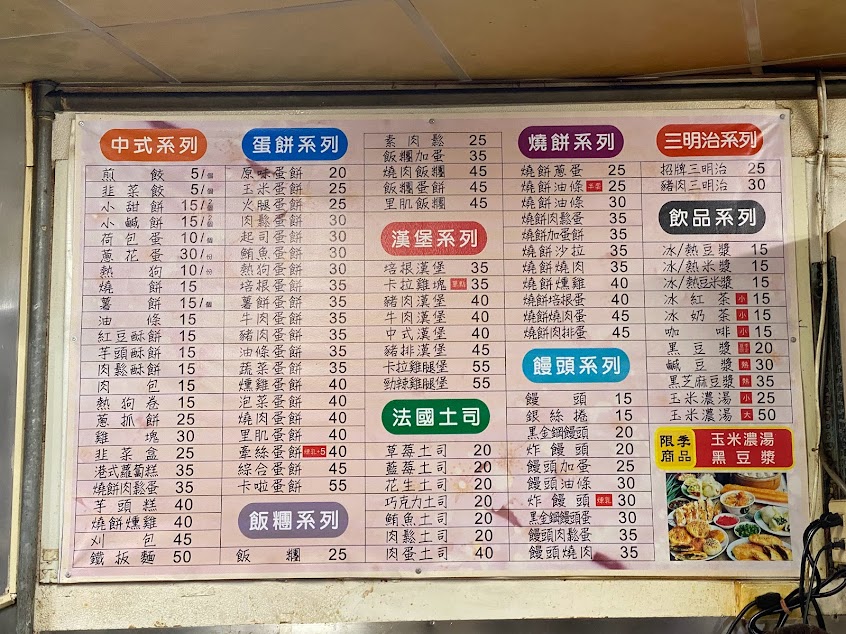 中式系列
煎餃 5/個
韭菜餃 5/個
小甜餅 15/2個
小鹹餅 15/2個
荷包蛋 10/個
蔥花蛋 30/份
熱狗 10/個
燒餅 15
薯餅 15/個
油條 15
紅豆酥餅 15
芋頭酥餅 15
肉鬆酥餅 15
肉包 15
熱狗卷 15
蔥抓餅 25
雞塊 30
韭菜盒 25
港式蘿蔔糕 35
燒餅肉鬆蛋 35
芋頭糕 40
燒餅燻雞 40
刈包 45
鐵板麵 50
蛋餅系列
原味蛋餅 20
玉米蛋餅 25
火腿蛋餅 25
肉鬆蛋餅 30
起司蛋餅 30
鮪魚蛋餅 30
熱狗蛋餅 30
培根蛋餅 35
薯餅蛋餅 35
牛肉蛋餅 35
豬肉蛋餅 35
油條蛋餅 35
蔬菜蛋餅 35
燻雞蛋餅 40
泡菜蛋餅 40
燒肉蛋餅 40
里肌蛋餅 40
牽絲蛋餅 煉乳+5 40
綜合蛋餅 45
卡啦蛋餅 55
飯糰系列
飯糰 25
素肉鬆 25
飯糰加蛋 35
燒肉飯糰 45
飯糰蛋餅 45
里肌飯糰 45
漢堡系列
培根漢堡 35
卡拉雞塊 單點 35
豬肉漢堡 40
牛肉漢堡 40
中式漢堡 40
豬排漢堡 45
卡拉雞腿堡 55
勁辣雞腿堡 55
法國土司
草莓土司 20
藍莓土司 20
花生土司 20
巧克力土司 20
鮪魚土司 20
肉鬆土司 20
肉蛋土司 40
燒餅系列
燒餅蔥蛋 25
燒餅油條 半套 25
燒餅油條 30
燒餅肉鬆蛋 30
燒餅加蛋餅 35
燒餅沙拉 35
燒餅燒肉 35
燒餅燻雞 40
燒餅培根蛋 40
燒餅燒肉蛋 45
燒餅肉排蛋 45
饅頭系列
饅頭 15
銀絲捲 15
黑金鋼饅頭 20
炸饅頭 20
饅頭加蛋 25
饅頭油條 25
炸饅頭 煉乳 30
黑金鋼饅頭蛋 30
饅頭肉鬆蛋 35
饅頭燒肉 35
三明治系列
招牌三明治 25
豬肉三明治 30
飲品系列
冰/熱豆漿 15
冰/熱米漿 15
冰/熱豆米漿 15
冰紅茶 小 15
冰奶茶 小 15
咖啡 小 15
黑豆漿 20
鹹豆漿 熱 30
黑芝麻豆漿 熱 35
玉米濃湯 小 25
玉米濃湯 大 50
限季商品 玉米濃湯
黑豆漿